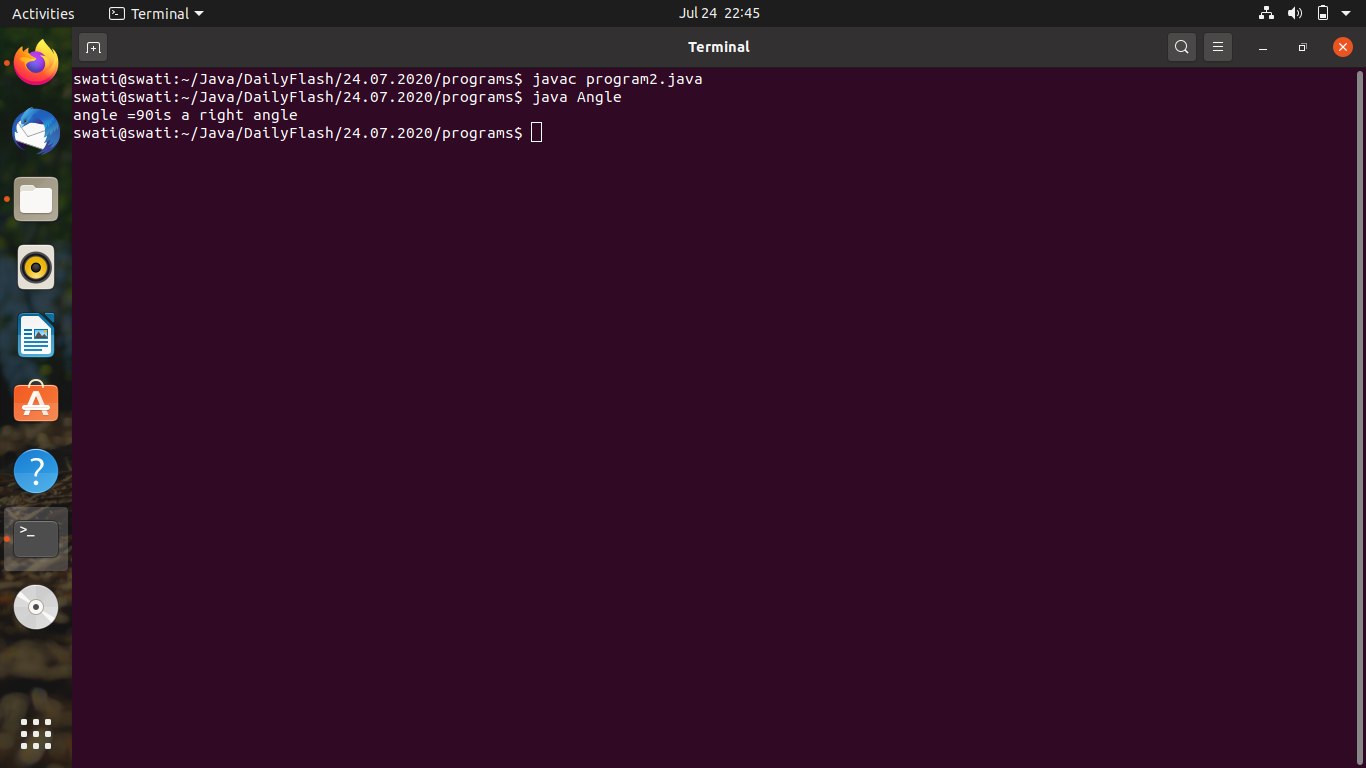 Activities
Terminal
Jul 24 22:45
Terminal
swati@swati:~/Java/DailyFlash/24.07.2020/programs$ javac program2.java
swati@swati:~/Java/DailyFlash/24.07.2020/programs$ java Angle
angle =90is a right angle
swati@swati:~/Java/DailyFlash/24.07.2020/programs$